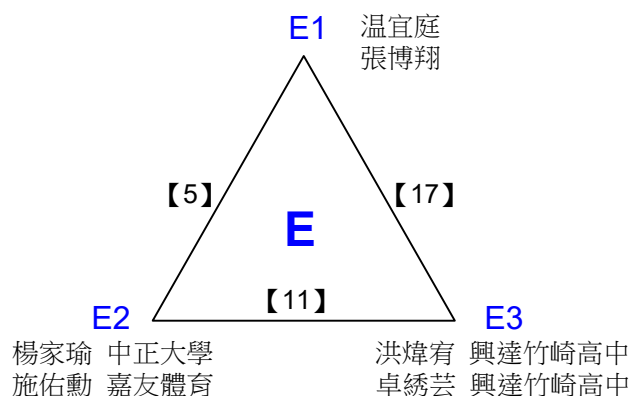 E1 温宜庭
張博翔
【5】
【17】
E
【11】
E2
E3
楊家瑜 中正大學
施佑勳 嘉友體育
洪煒宥 興達竹崎高中
卓綉芸 興達竹崎高中